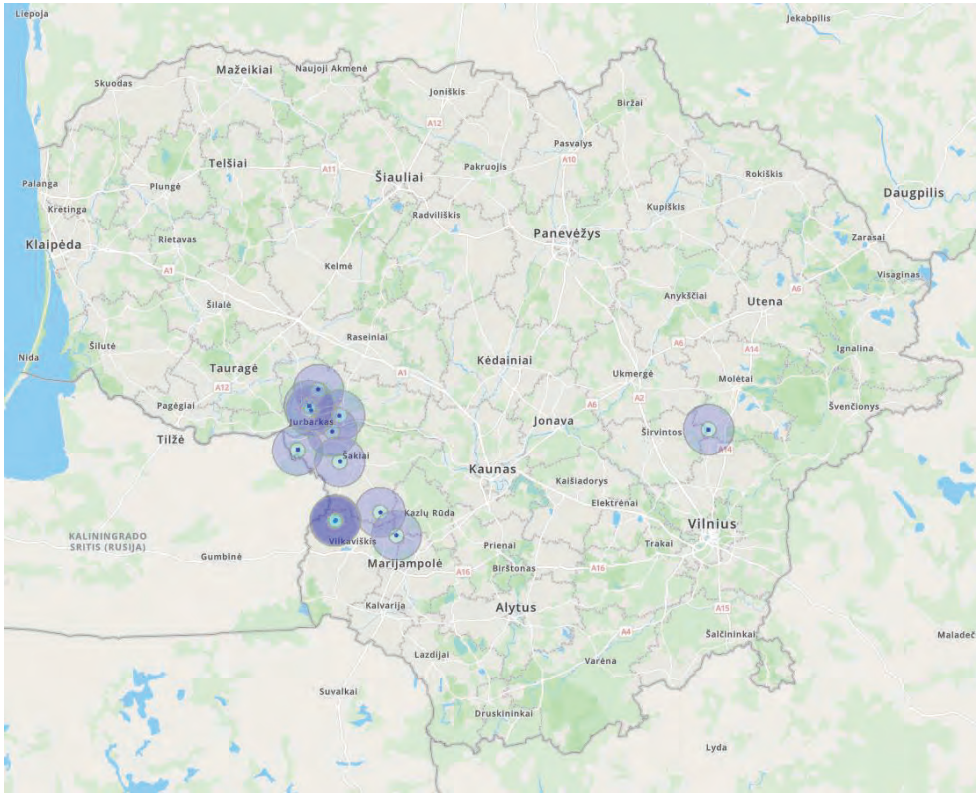 Liepoja
Jekabpilis
Mažeikiai
Naujoji Akmenė
Skuodas
Joniškis
Biržai
A12
Pasvalys
A10
Telšiai
A11
Šiauliai
Pakruojis
Rokiškis
Palanga
Plungė
Daugpilis
Kretinga
Radviliškis
Kupiškis
Klaipėda
Rietavas
Panevėžys
Zarasai
Kelmė
A1
Visaginas
A6
Anykščiai
Utena
Šilalė
Raseiniai
Šilutė
Nida
Kėdainiai
A6
A14
Ignalina
Tauragė
A1
Ukmergė
Molėtai
A12
A2
Pagėgiai
A6
Švenčionys
Jurbarkas
Jonava
Tilžė
Širvintos
A14
Šakiai
Kaunas
Kaišiadorys
Elektrėnai
Kazlų Rūda
Vilnius
KALININGRADO
SRITIS (RUSIJA)
Vilkaviškis
Prienai
Trakai
Gumbinė
Marijampolė
A16
Birštonas
A16
Kalvarija
Alytus
A15
A4
Šalčininkai
Maladeč
Lazdijai
Varėna
Suvalkai
Druskininkai
Lyda